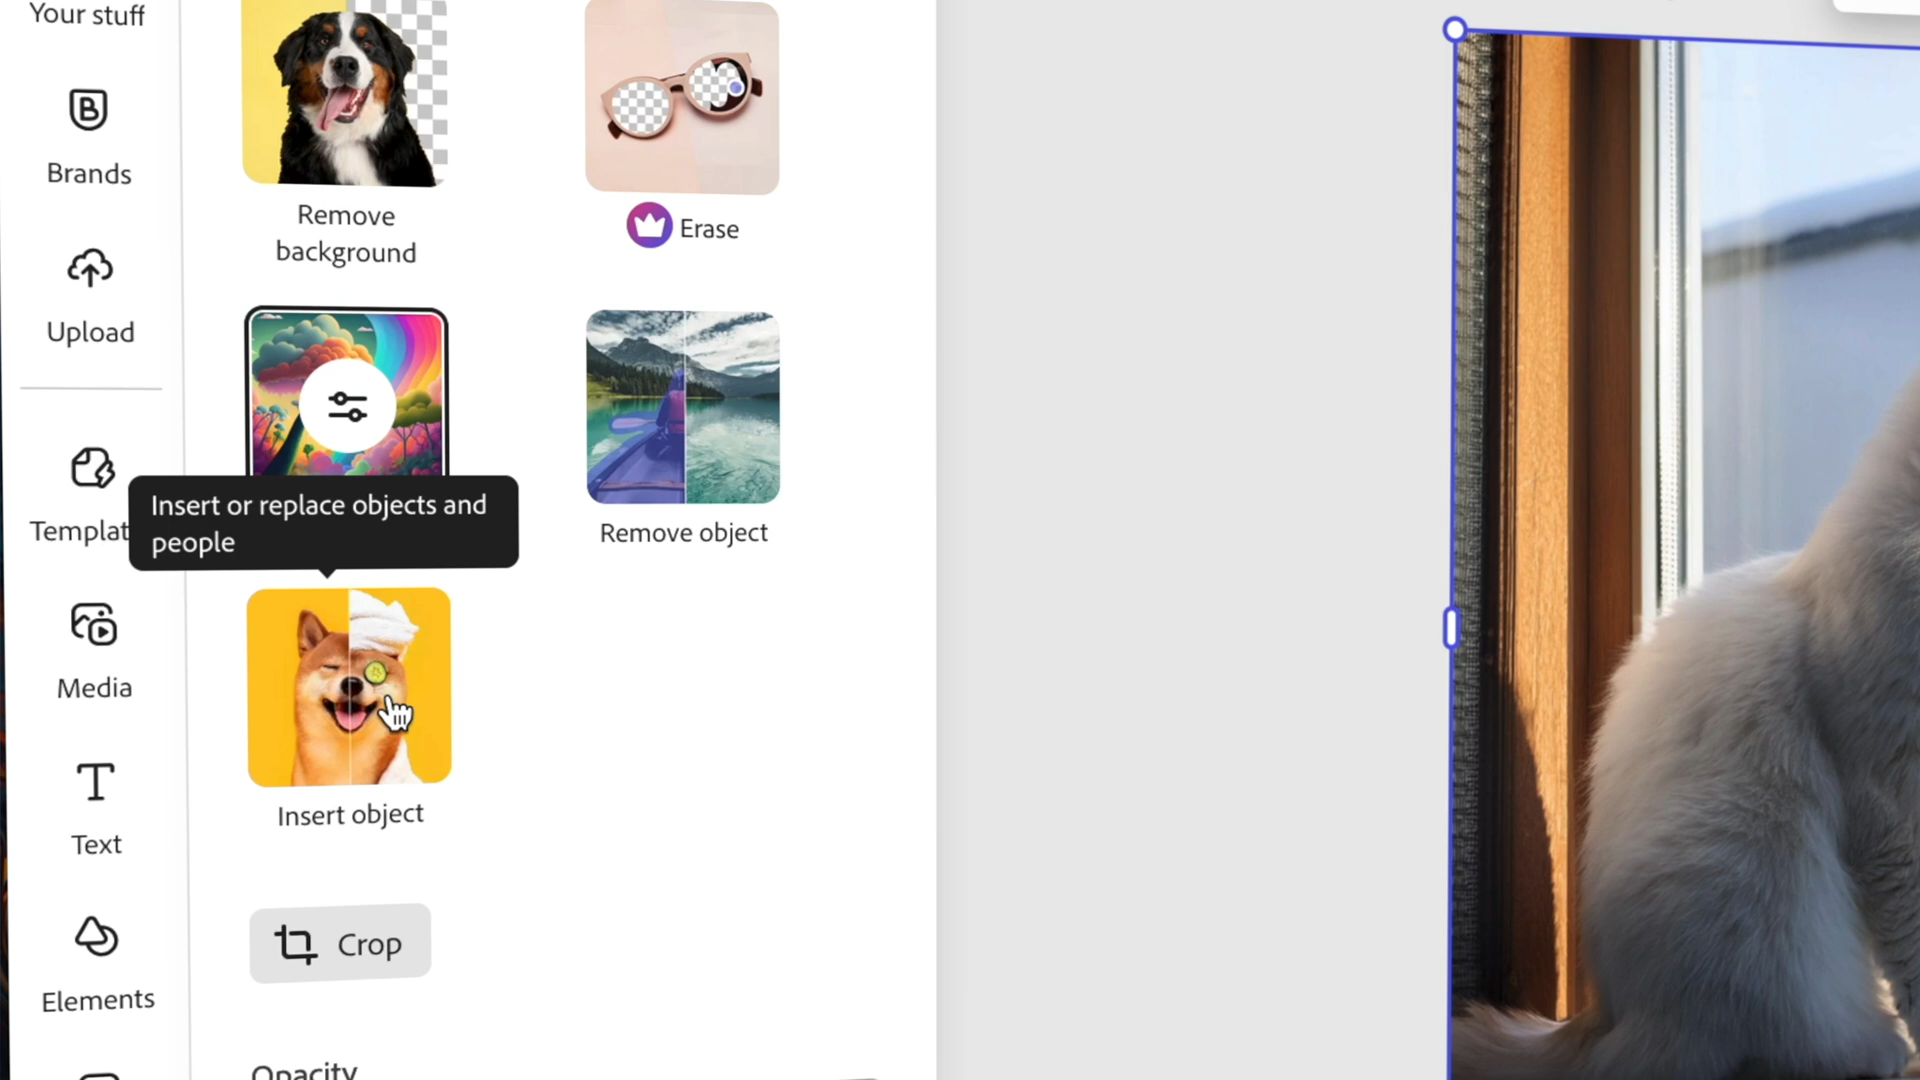 Your stuff
Brands
Upload
Templat
Media
Text
Elements
Remove
background
Erase
Insert or replace objects and
people
Remove object
Insert object
Crop
Opacity